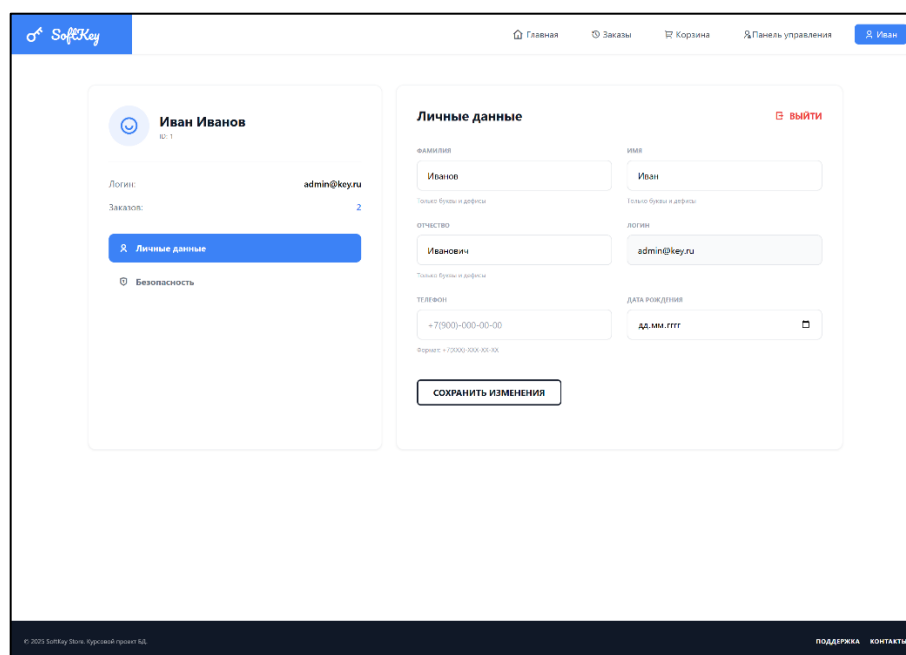 SoftKey
Главная Заказы Корзина Панель управления Иван
Иван Иванов
ID: 1
Логин: admin@key.ru
Заказов: 2
Личные данные
Безопасность
Личные данные ВЫЙТИ
ФАМИЛИЯ ИМЯ
Иванов Иван
Только буквы и дефисы Только буквы и дефисы
ОТЧЕСТВО ЛОГИН
Иванович admin@key.ru
Только буквы и дефисы
ТЕЛЕФОН ДАТА РОЖДЕНИЯ
+7(900)-000-00-00 дд.мм.гггг
Формат: +7(XXX)-XXX-XX-XX
СОХРАНИТЬ ИЗМЕНЕНИЯ
© 2025 SoftKey Store. Курсовой проект БД. ПОДДЕРЖКА КОНТАКТЫ